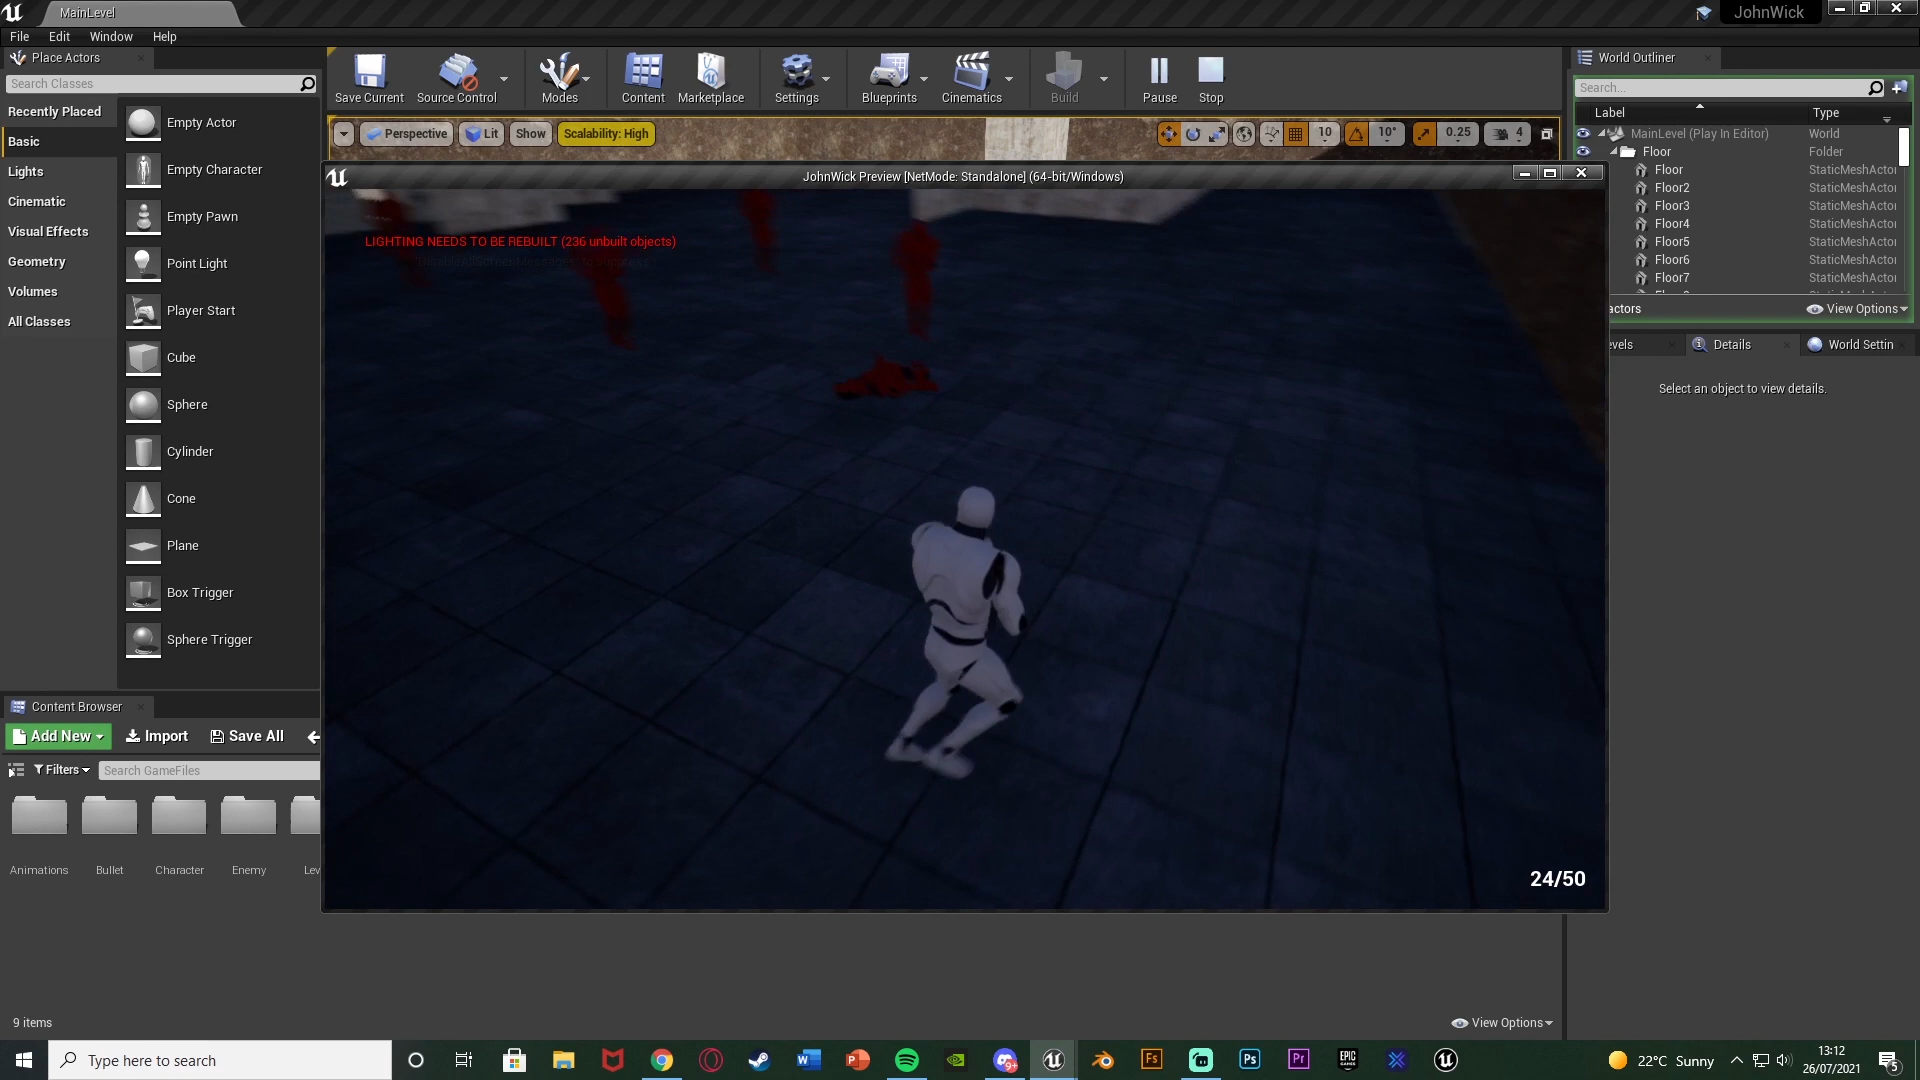 MainLevel
JohnWick
File Edit Window Help
Place Actors
World Outliner
Search Classes
Search...
Save Current
Source Control
Modes
Content
Marketplace
Settings
Blueprints
Cinematics
Build
Pause
Stop
Recently Placed
Basic
Lights
Cinematic
Visual Effects
Geometry
Volumes
All Classes
Empty Actor
Empty Character
Empty Pawn
Point Light
Player Start
Cube
Sphere
Cylinder
Cone
Plane
Box Trigger
Sphere Trigger
Perspective Lit Show Scalability: High 10 10° 0.25 4
Label Type
MainLevel (Play In Editor) World
Floor Folder
Floor StaticMeshActor
Floor2 StaticMeshActor
Floor3 StaticMeshActor
Floor4 StaticMeshActor
Floor5 StaticMeshActor
Floor6 StaticMeshActor
Floor7 StaticMeshActor
actors View Options
evels Details World Settin
Select an object to view details.
JohnWick Preview [NetMode: Standalone] (64-bit/Windows)
LIGHTING NEEDS TO BE REBUILT (236 unbuilt objects)
'DisableAllScreenMessages' to suppress
24/50
Content Browser
Add New Import Save All
Filters Search GameFiles
Animations Bullet Character Enemy Lev
9 items
View Options
Type here to search
22°C Sunny
13:12
26/07/2021
5
9+